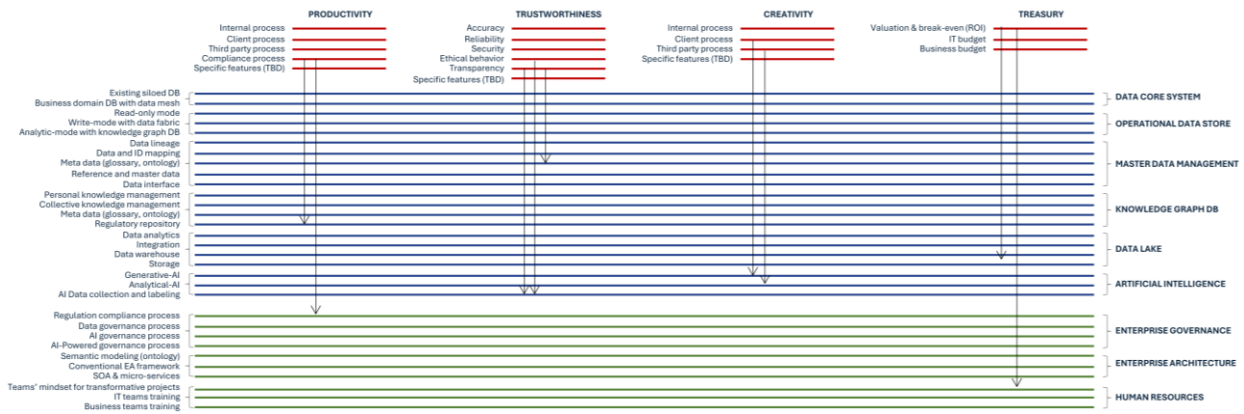 PRODUCTIVITY
Internal process
Client process
Third party process
Compliance process
Specific features (TBD)
TRUSTWORTHINESS
Accuracy
Reliability
Security
Ethical behavior
Transparency
Specific features (TBD)
CREATIVITY
Internal process
Client process
Third party process
Specific features (TBD)
TREASURY
Valuation & break-even (ROI)
IT budget
Business budget
Existing siloed DB
Business domain DB with data mesh
DATA CORE SYSTEM
Read-only mode
Write-mode with data fabric
Analytic-mode with knowledge graph DB
OPERATIONAL DATA STORE
Data lineage
Data and ID mapping
Meta data (glossary, ontology)
Reference and master data
Data interface
MASTER DATA MANAGEMENT
Personal knowledge management
Collective knowledge management
Meta data (glossary, ontology)
Regulatory repository
KNOWLEDGE GRAPH DB
Data analytics
Integration
Data warehouse
Storage
DATA LAKE
Generative-AI
Analytical-AI
AI Data collection and labeling
ARTIFICIAL INTELLIGENCE
Regulation compliance process
Data governance process
AI governance process
AI-Powered governance process
ENTERPRISE GOVERNANCE
Semantic modeling (ontology)
Conventional EA framework
SOA & micro-services
ENTERPRISE ARCHITECTURE
Teams' mindset for transformative projects
IT teams training
Business teams training
HUMAN RESOURCES